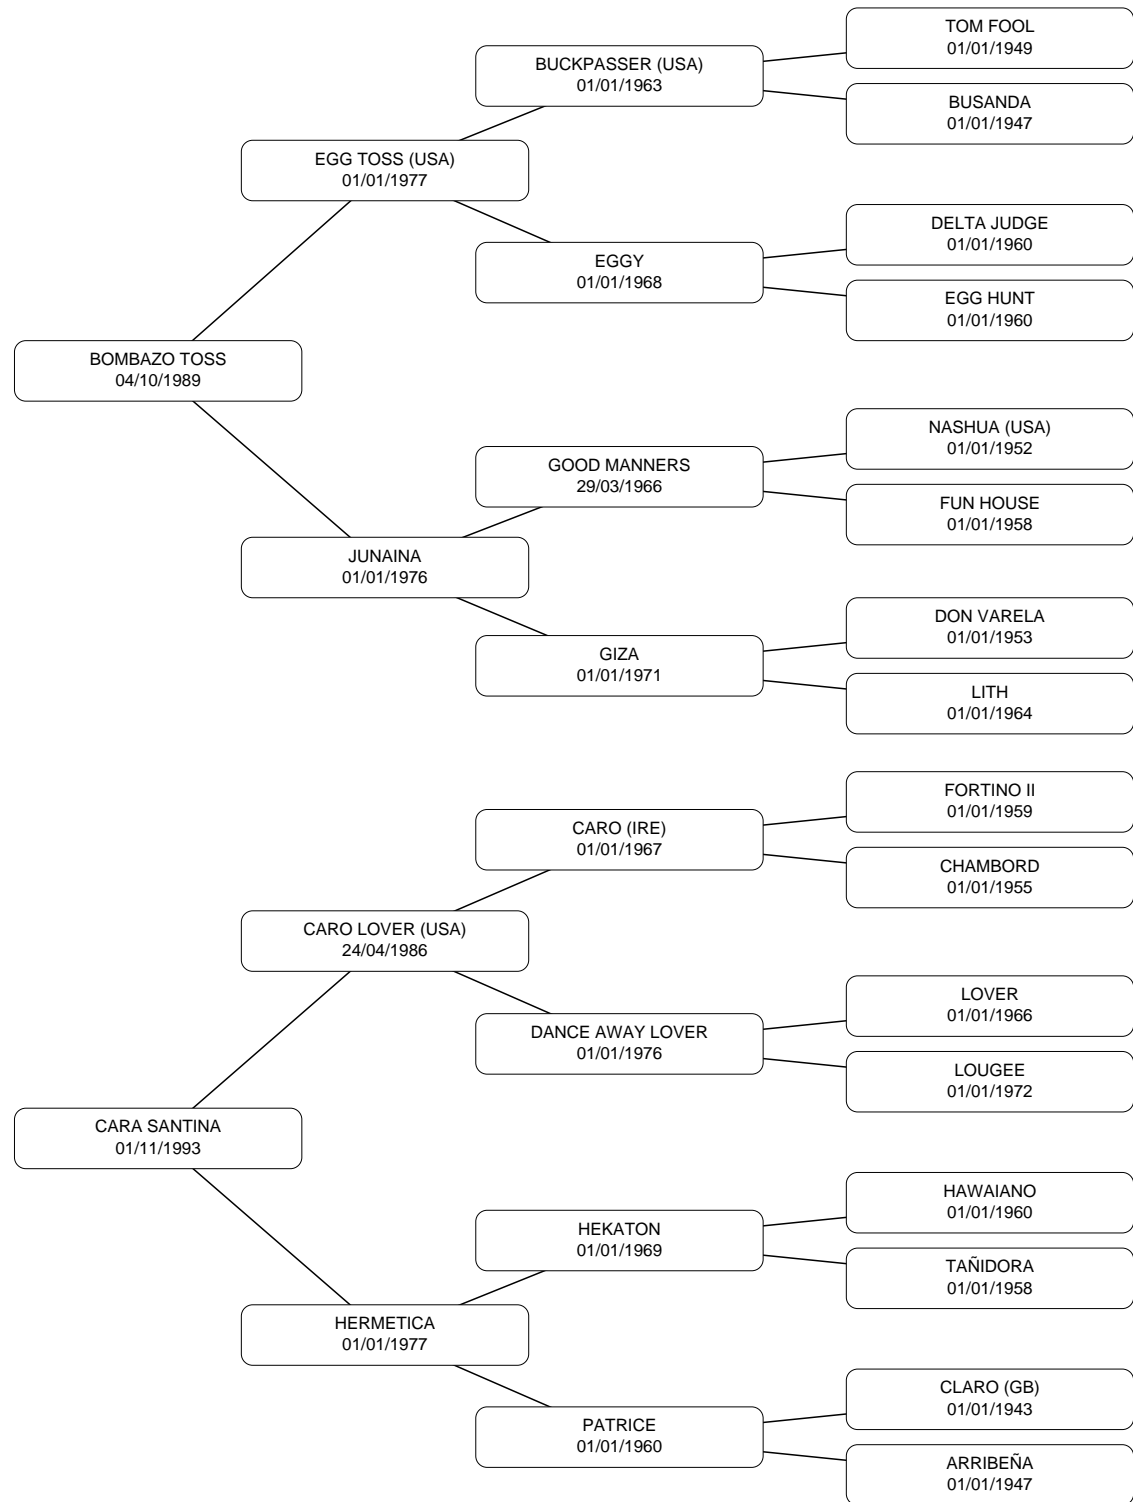 TOM FOOL
01/01/1949
BUCKPASSER (USA)
01/01/1963
BUSANDA
01/01/1947
EGG TOSS (USA)
01/01/1977
DELTA JUDGE
01/01/1960
EGGY
01/01/1968
EGG HUNT
01/01/1960
BOMBAZO TOSS
04/10/1989
NASHUA (USA)
01/01/1952
GOOD MANNERS
29/03/1966
FUN HOUSE
01/01/1958
JUNAINA
01/01/1976
DON VARELA
01/01/1953
GIZA
01/01/1971
LITH
01/01/1964
FORTINO II
01/01/1959
CARO (IRE)
01/01/1967
CHAMBORD
01/01/1955
CARO LOVER (USA)
24/04/1986
LOVER
01/01/1966
DANCE AWAY LOVER
01/01/1976
LOUGEE
01/01/1972
CARA SANTINA
01/11/1993
HAWAIANO
01/01/1960
HEKATON
01/01/1969
TAÑIDORA
01/01/1958
HERMETICA
01/01/1977
CLARO (GB)
01/01/1943
PATRICE
01/01/1960
ARRIBEÑA
01/01/1947